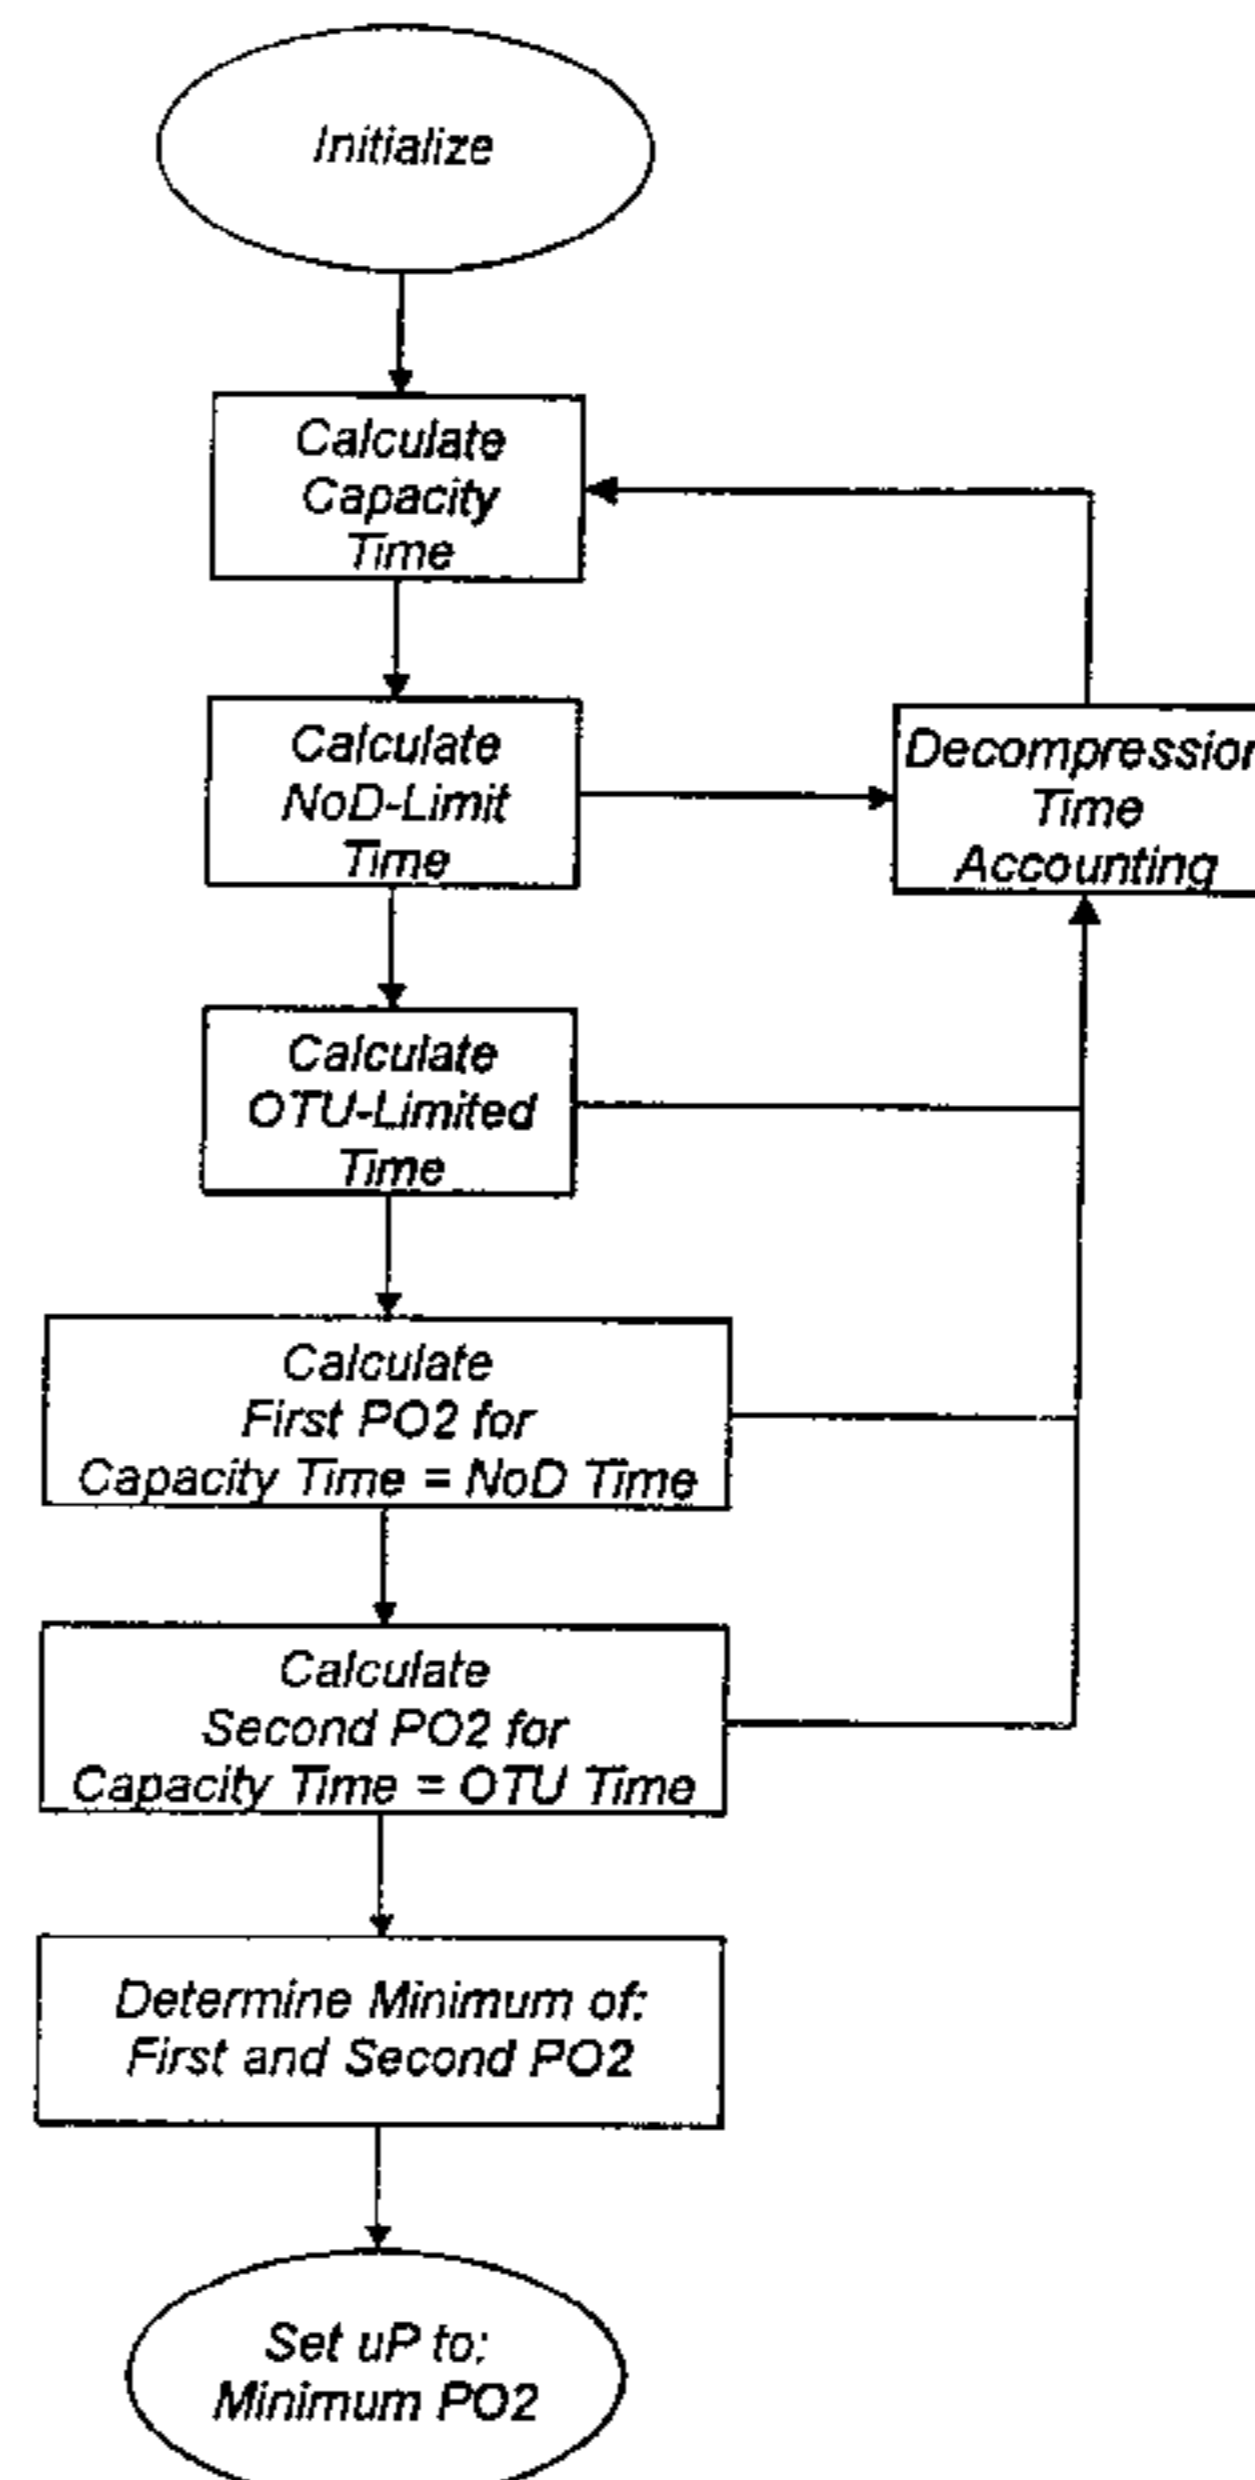 Initialize
Calculate
Capacity
Time
Calculate
NoD-Limit
Time
Decompression
Time
Accounting
Calculate
OTU-Limited
Time
Calculate
First PO2 for
Capacity Time = NoD Time
Calculate
Second PO2 for
Capacity Time = OTU Time
Determine Minimum of:
First and Second PO2
Set uP to:
Minimum PO2